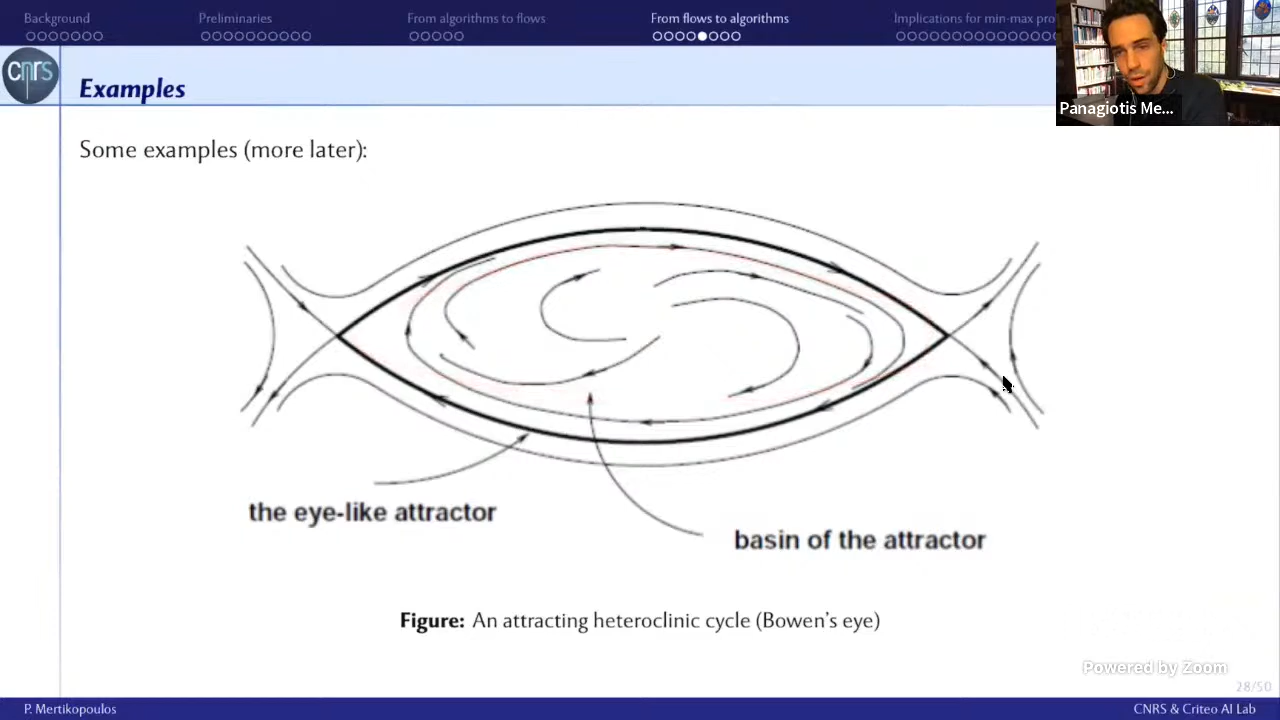 Background
Preliminaries
From algorithms to flows
From flows to algorithms
Implications for min-max pro
cnrs
Examples
Panagiotis Me...
Some examples (more later):
the eye-like attractor
basin of the attractor
Figure: An attracting heteroclinic cycle (Bowen's eye)
Powered by Zoom
28/50
P. Mertikopoulos
CNRS & Criteo AI Lab